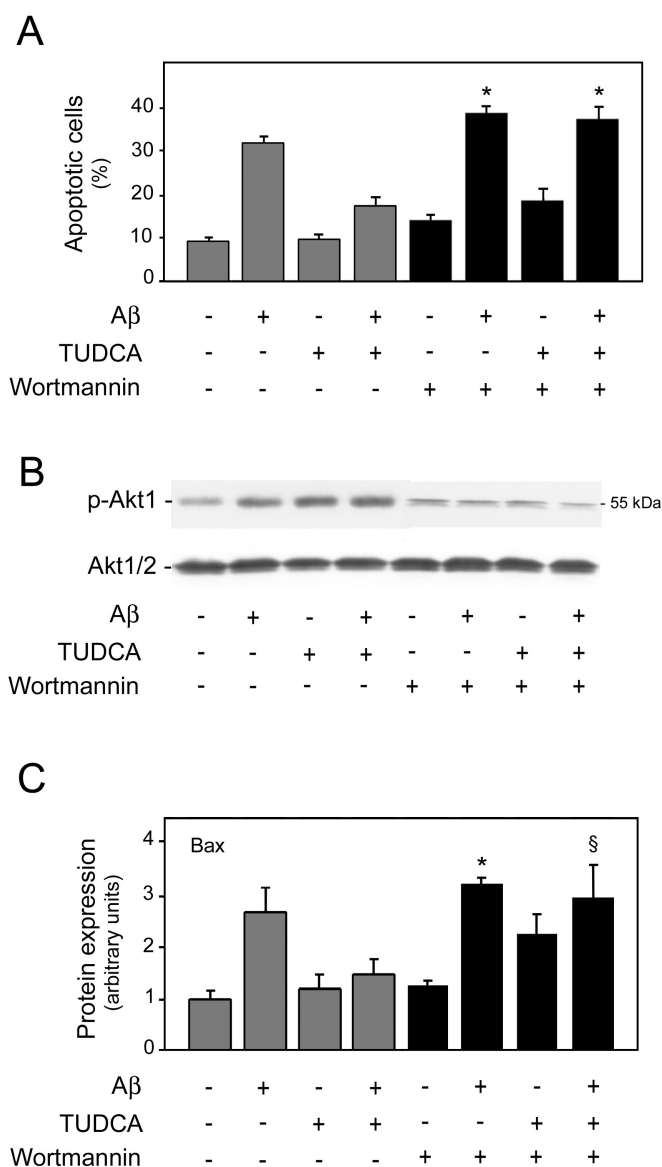 A
Apoptotic cells
(%)
40
30
20
10
0
* *
Aβ - + - + - + - +
TUDCA - - + + - - + +
Wortmannin - - - - + + + +
B
p-Akt1 - - 55 kDa
Akt1/2 -
Aβ - + - + - + - +
TUDCA - - + + - - + +
Wortmannin - - - - + + + +
C
Protein expression
(arbitrary units)
4
3
2
1
0
Bax
* §
Aβ - + - + - + - +
TUDCA - - + + - - + +
Wortmannin - - - - + + + +